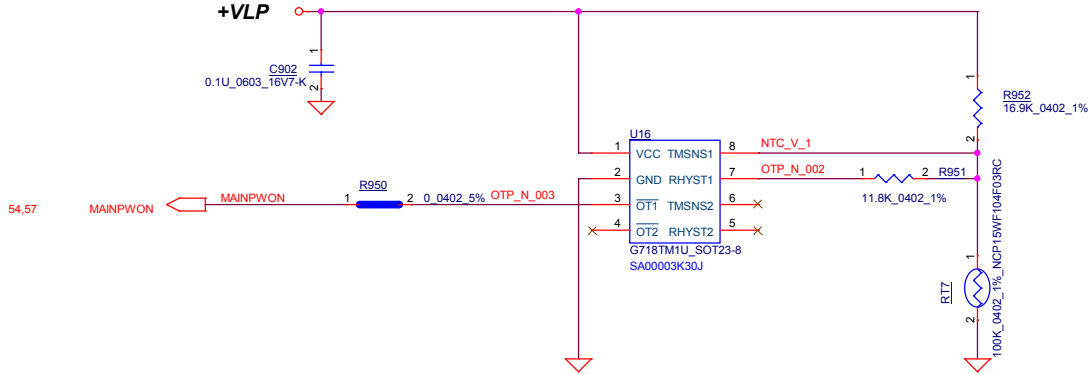 +VLP
1
C902
0.1U_0603_16V7-K
2
1
R952
16.9K_0402_1%
2
U16
1 VCC TMSNS1 8 NTC_V_1
2 GND RHYST1 7 OTP_N_002 1 2 R951
11.8K_0402_1%
54,57 MAINPWON MAINPWON 1 R950 2 0_0402_5% OTP_N_003 3 OT1 TMSNS2 6
4 OT2 RHYST2 5
G718TM1U_SOT23-8
SA00003K30J
1
RT7
100K_0402_1%_NCP15WF104F03RC
2